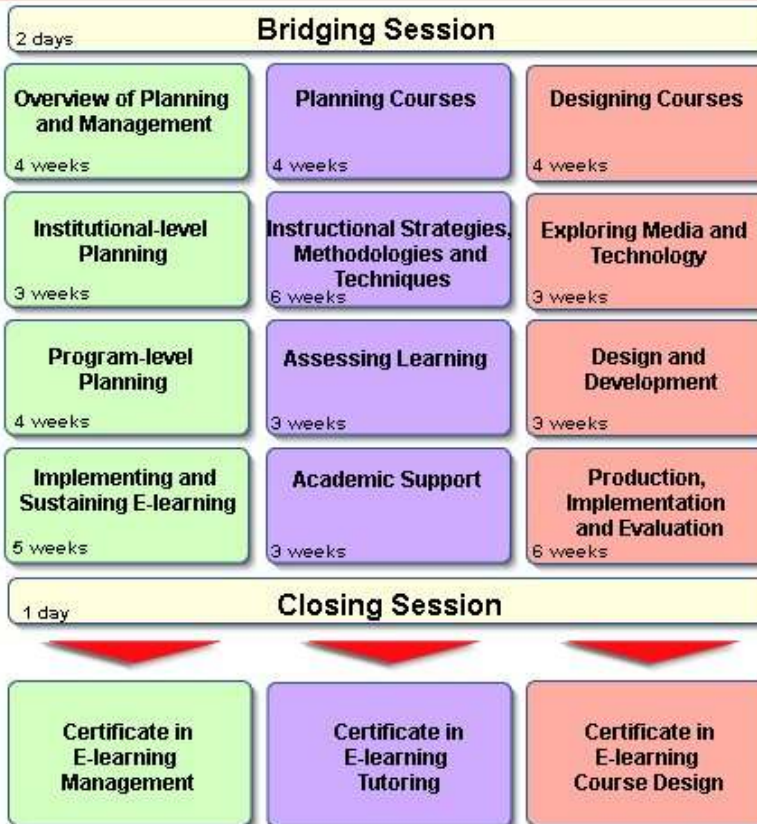 Bridging Session
2 days
Overview of Planning
and Management
4 weeks
Planning Courses
4 weeks
Designing Courses
4 weeks
Institutional-level
Planning
3 weeks
Instructional Strategies,
Methodologies and
Techniques
6 weeks
Exploring Media and
Technology
3 weeks
Program-level
Planning
4 weeks
Assessing Learning
3 weeks
Design and
Development
3 weeks
Implementing and
Sustaining E-learning
5 weeks
Academic Support
3 weeks
Production,
Implementation
and Evaluation
6 weeks
Closing Session
1 day
Certificate in
E-learning
Management
Certificate in
E-learning
Tutoring
Certificate in
E-learning
Course Design